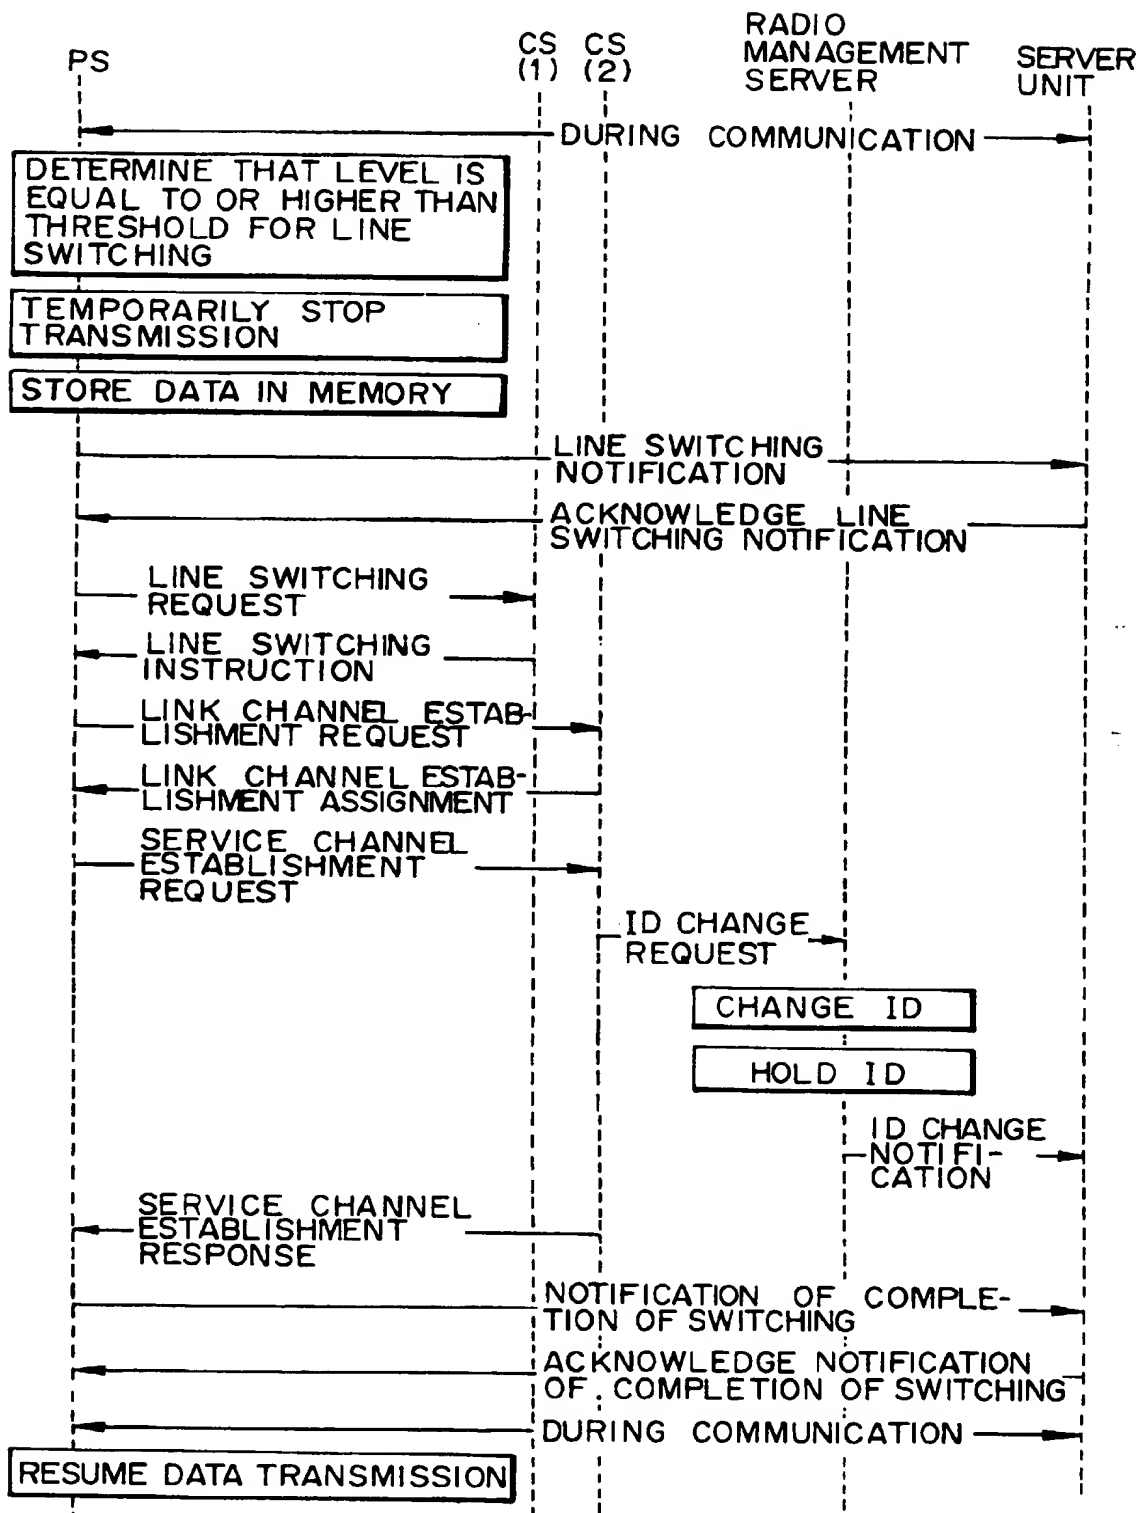 PS
CS
(1)
CS
(2)
RADIO
MANAGEMENT
SERVER
SERVER
UNIT
DURING COMMUNICATION
DETERMINE THAT LEVEL IS
EQUAL TO OR HIGHER THAN
THRESHOLD FOR LINE
SWITCHING
TEMPORARILY STOP
TRANSMISSION
STORE DATA IN MEMORY
LINE SWITCHING
NOTIFICATION
ACKNOWLEDGE LINE
SWITCHING NOTIFICATION
LINE SWITCHING
REQUEST
LINE SWITCHING
INSTRUCTION
LINK CHANNEL ESTAB-
LISHMENT REQUEST
LINK CHANNEL ESTAB-
LISHMENT ASSIGNMENT
SERVICE CHANNEL
ESTABLISHMENT
REQUEST
ID CHANGE
REQUEST
CHANGE ID
HOLD ID
ID CHANGE
NOTIFI-
CATION
SERVICE CHANNEL
ESTABLISHMENT
RESPONSE
NOTIFICATION OF COMPLE-
TION OF SWITCHING
ACKNOWLEDGE NOTIFICATION
OF. COMPLETION OF SWITCHING
DURING COMMUNICATION
RESUME DATA TRANSMISSION